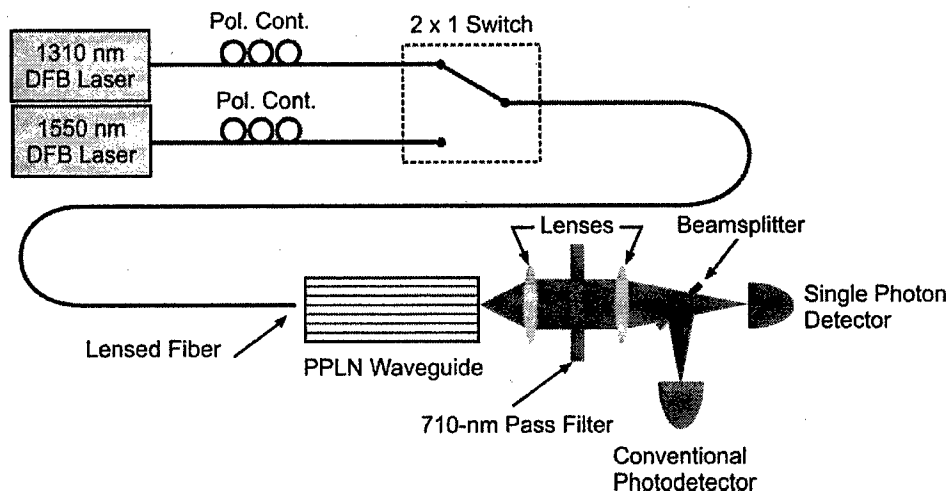 Pol. Cont.
2 x 1 Switch
1310 nm
DFB Laser
Pol. Cont.
1550 nm
DFB Laser
Lenses
Beamsplitter
Single Photon
Detector
Lensed Fiber
PPLN Waveguide
710-nm Pass Filter
Conventional
Photodetector